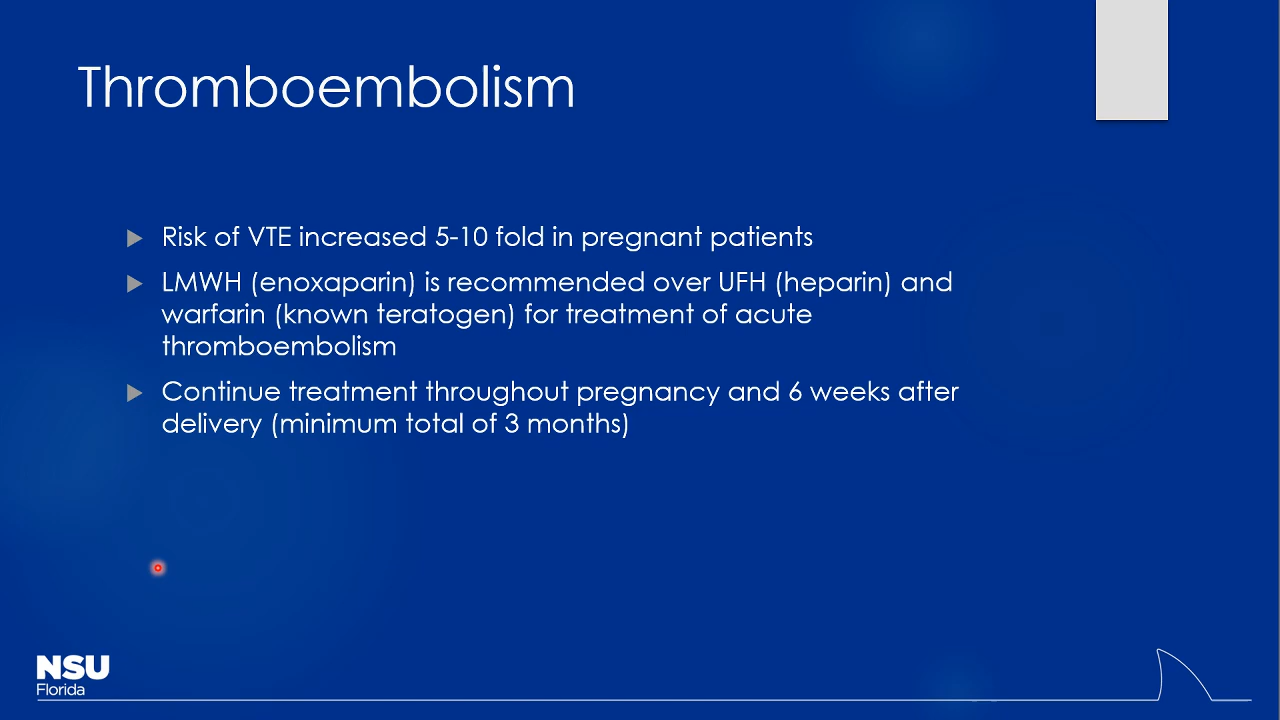 Thromboembolism
Risk of VTE increased 5-10 fold in pregnant patients
LMWH (enoxaparin) is recommended over UFH (heparin) and
warfarin (known teratogen) for treatment of acute
thromboembolism
Continue treatment throughout pregnancy and 6 weeks after
delivery (minimum total of 3 months)
NSU
Florida